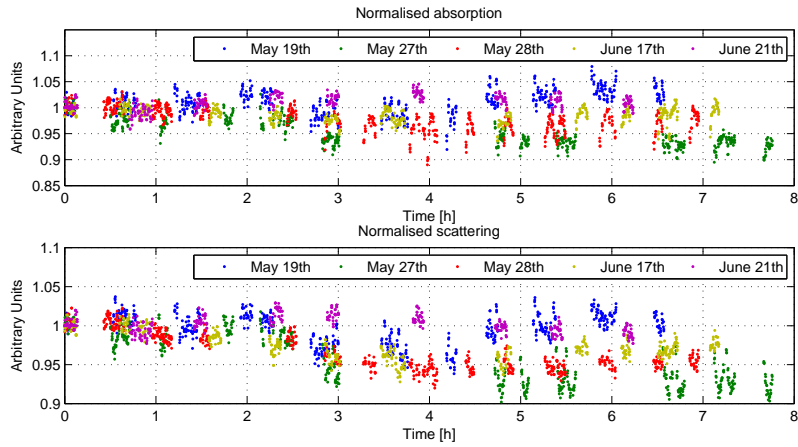 Normalised absorption
1.1
1.05
1
0.95
0.9
0.85
Arbitrary Units
May 19th May 27th May 28th June 17th June 21th
0 1 2 3 4 5 6 7 8
Time [h]
Normalised scattering
1.1
1.05
1
0.95
0.9
Arbitrary Units
May 19th May 27th May 28th June 17th June 21th
0 1 2 3 4 5 6 7 8
Time [h]